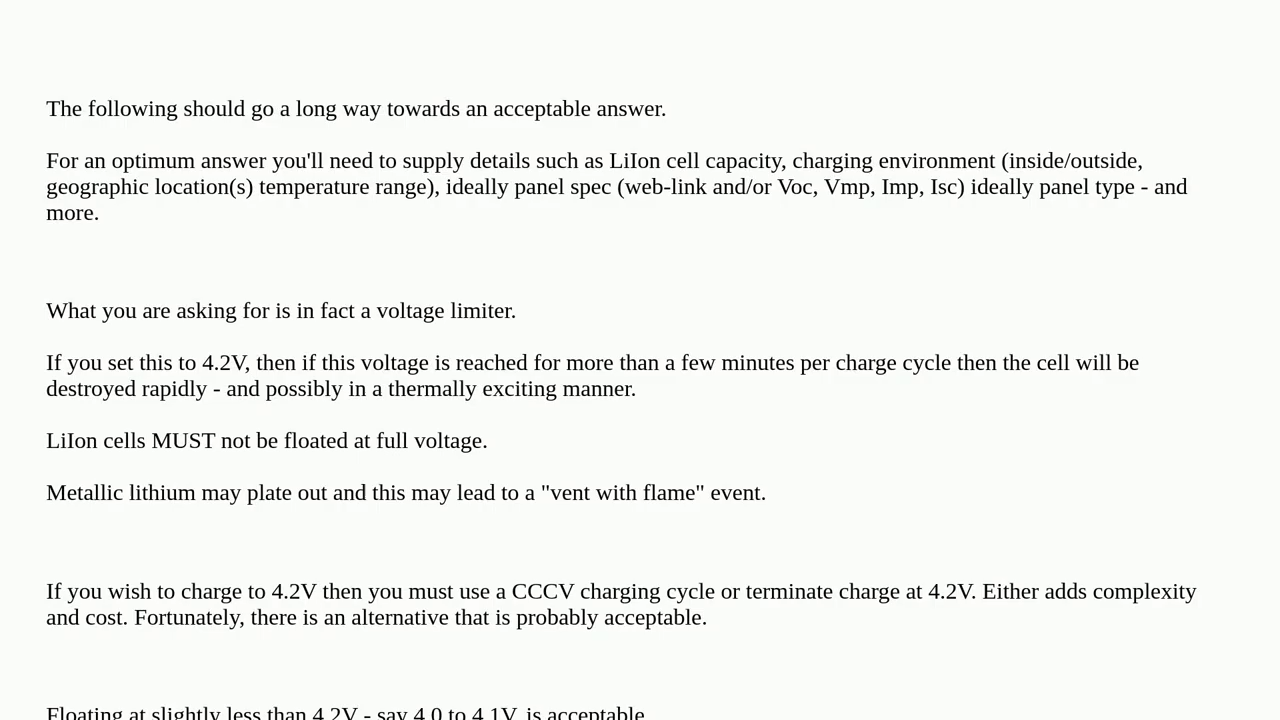 The following should go a long way towards an acceptable answer.
For an optimum answer you'll need to supply details such as LiIon cell capacity, charging environment (inside/outside,
geographic location(s) temperature range), ideally panel spec (web-link and/or Voc, Vmp, Imp, Isc) ideally panel type - and
more.
What you are asking for is in fact a voltage limiter.
If you set this to 4.2V, then if this voltage is reached for more than a few minutes per charge cycle then the cell will be
destroyed rapidly - and possibly in a thermally exciting manner.
LiIon cells MUST not be floated at full voltage.
Metallic lithium may plate out and this may lead to a "vent with flame" event.
If you wish to charge to 4.2V then you must use a CCCV charging cycle or terminate charge at 4.2V. Either adds complexity
and cost. Fortunately, there is an alternative that is probably acceptable.
Floating at slightly less than 4.2V - say 4.0 to 4.1V, is acceptable